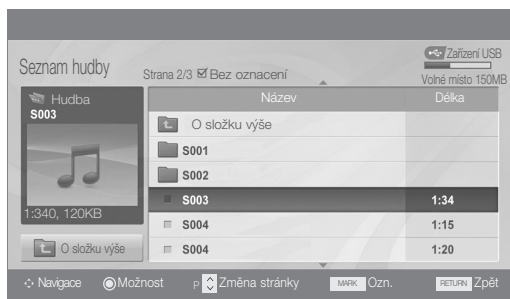 Zařízení USB
Seznam hudby
Strana 2/3 Bez oznacení
Volné místo 150MB
Hudba
S003
1:340, 120KB
O složku výše
Název Délka
O složku výše
S001
S002
S003 1:34
S004 1:15
S004 1:20
Navigace Možnost P Změna stránky MARK Ozn. RETURN Zpět